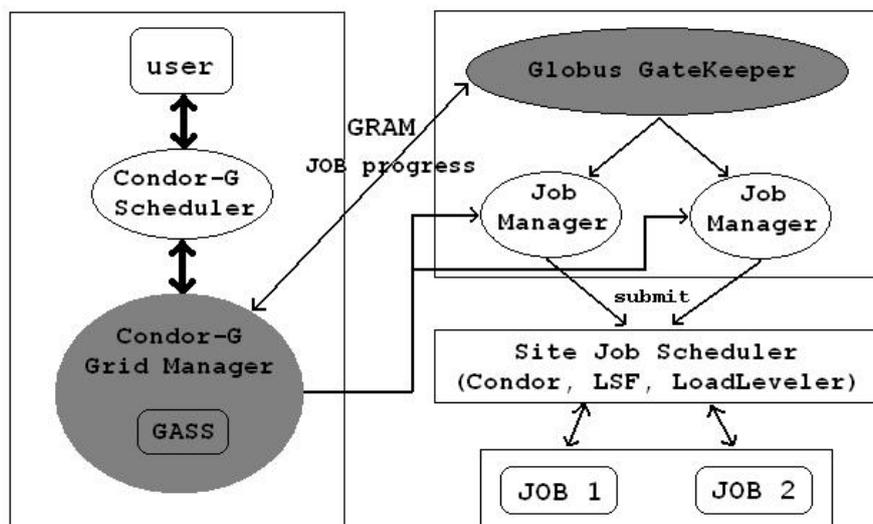 user
Condor-G
Scheduler
Condor-G
Grid Manager
GASS
GRAM
JOB progress
Globus GateKeeper
Job
Manager
Job
Manager
submit
Site Job Scheduler
(Condor, LSF, LoadLeveler)
JOB 1
JOB 2